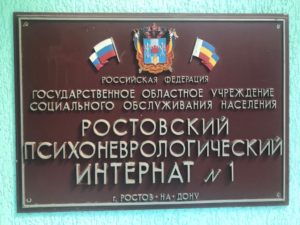 РОССИЙСКАЯ ФЕДЕРАЦИЯ
ГОСУДАРСТВЕННОЕ ОБЛАСТНОЕ УЧРЕЖДЕНИЕ
СОЦИАЛЬНОГО ОБСЛУЖИВАНИЯ НАСЕЛЕНИЯ
РОСТОВСКИЙ
ПСИХОНЕВРОЛОГИЧЕСКИЙ
ИНТЕРНАТ № 1
г. РОСТОВ-НА-ДОНУ